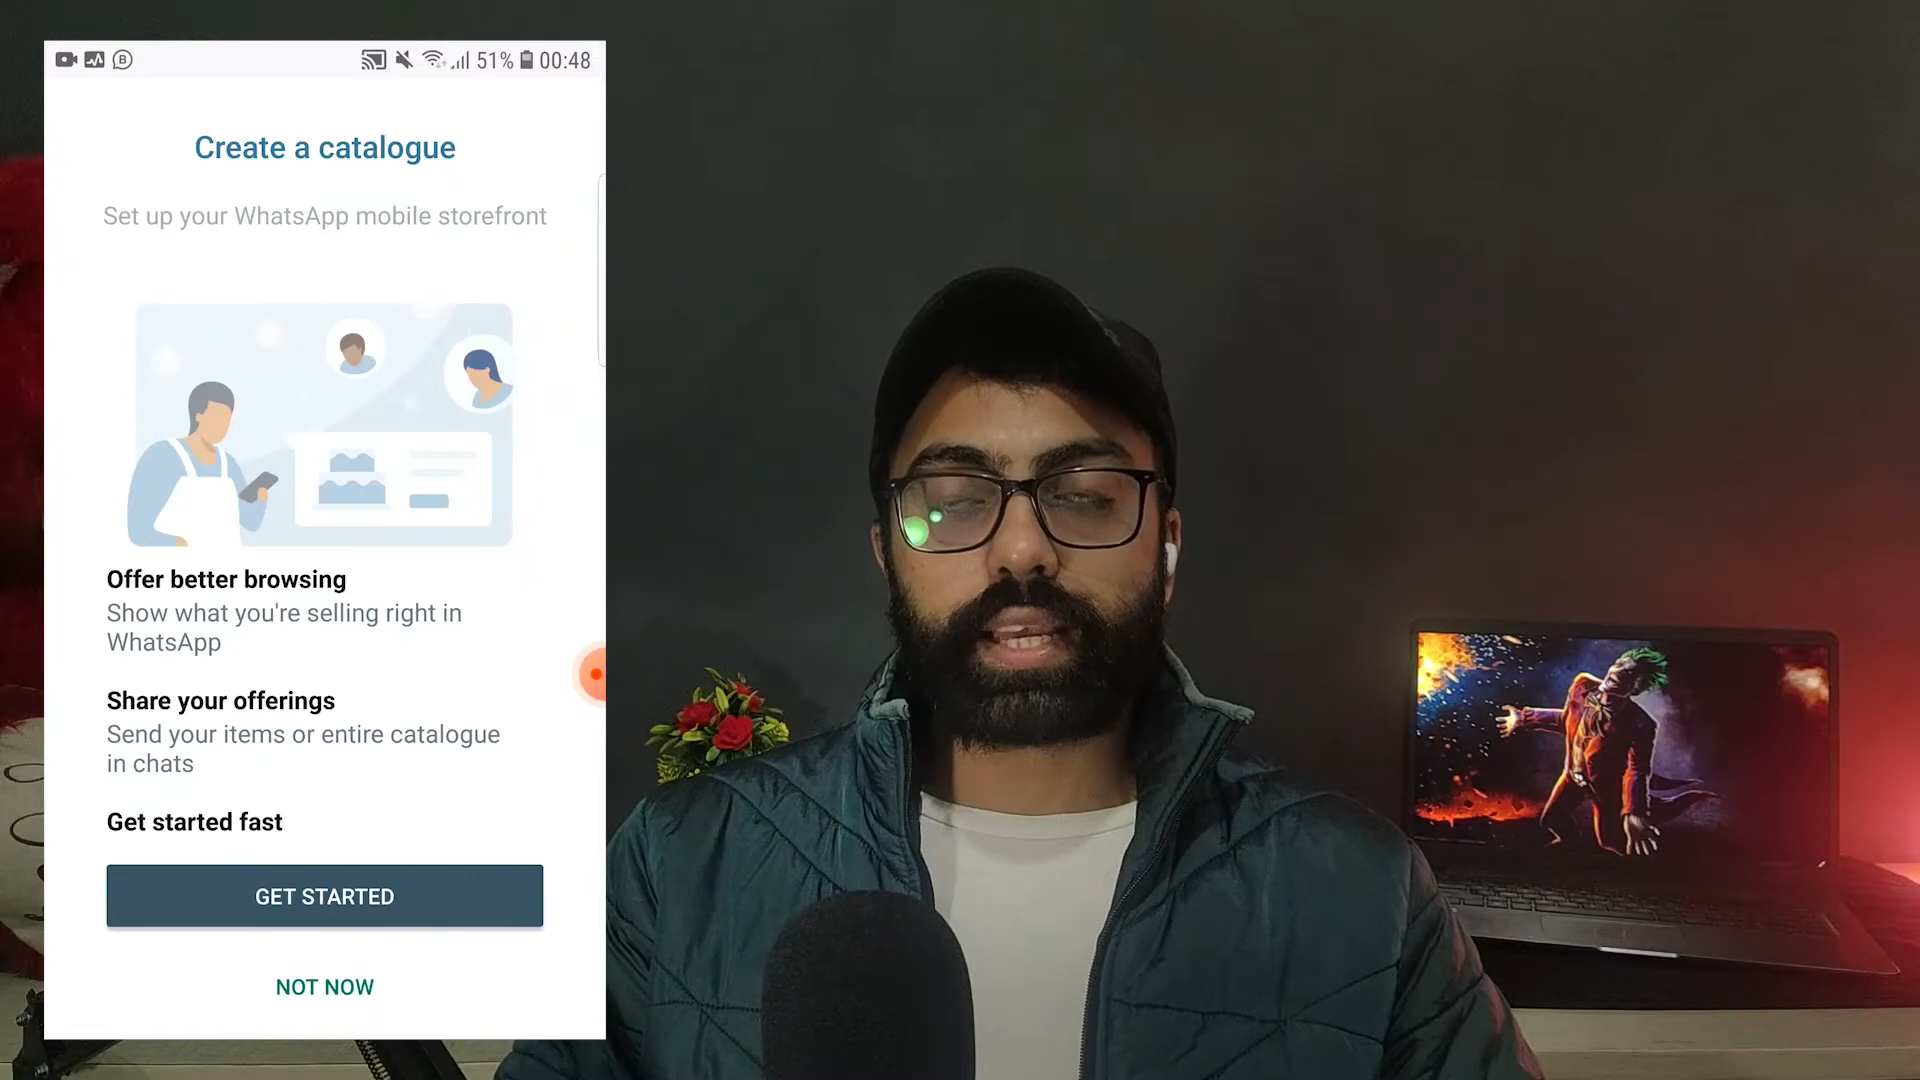 51% 00:48
Create a catalogue
Set up your WhatsApp mobile storefront
Offer better browsing
Show what you're selling right in
WhatsApp
Share your offerings
Send your items or entire catalogue
in chats
Get started fast
GET STARTED
NOT NOW